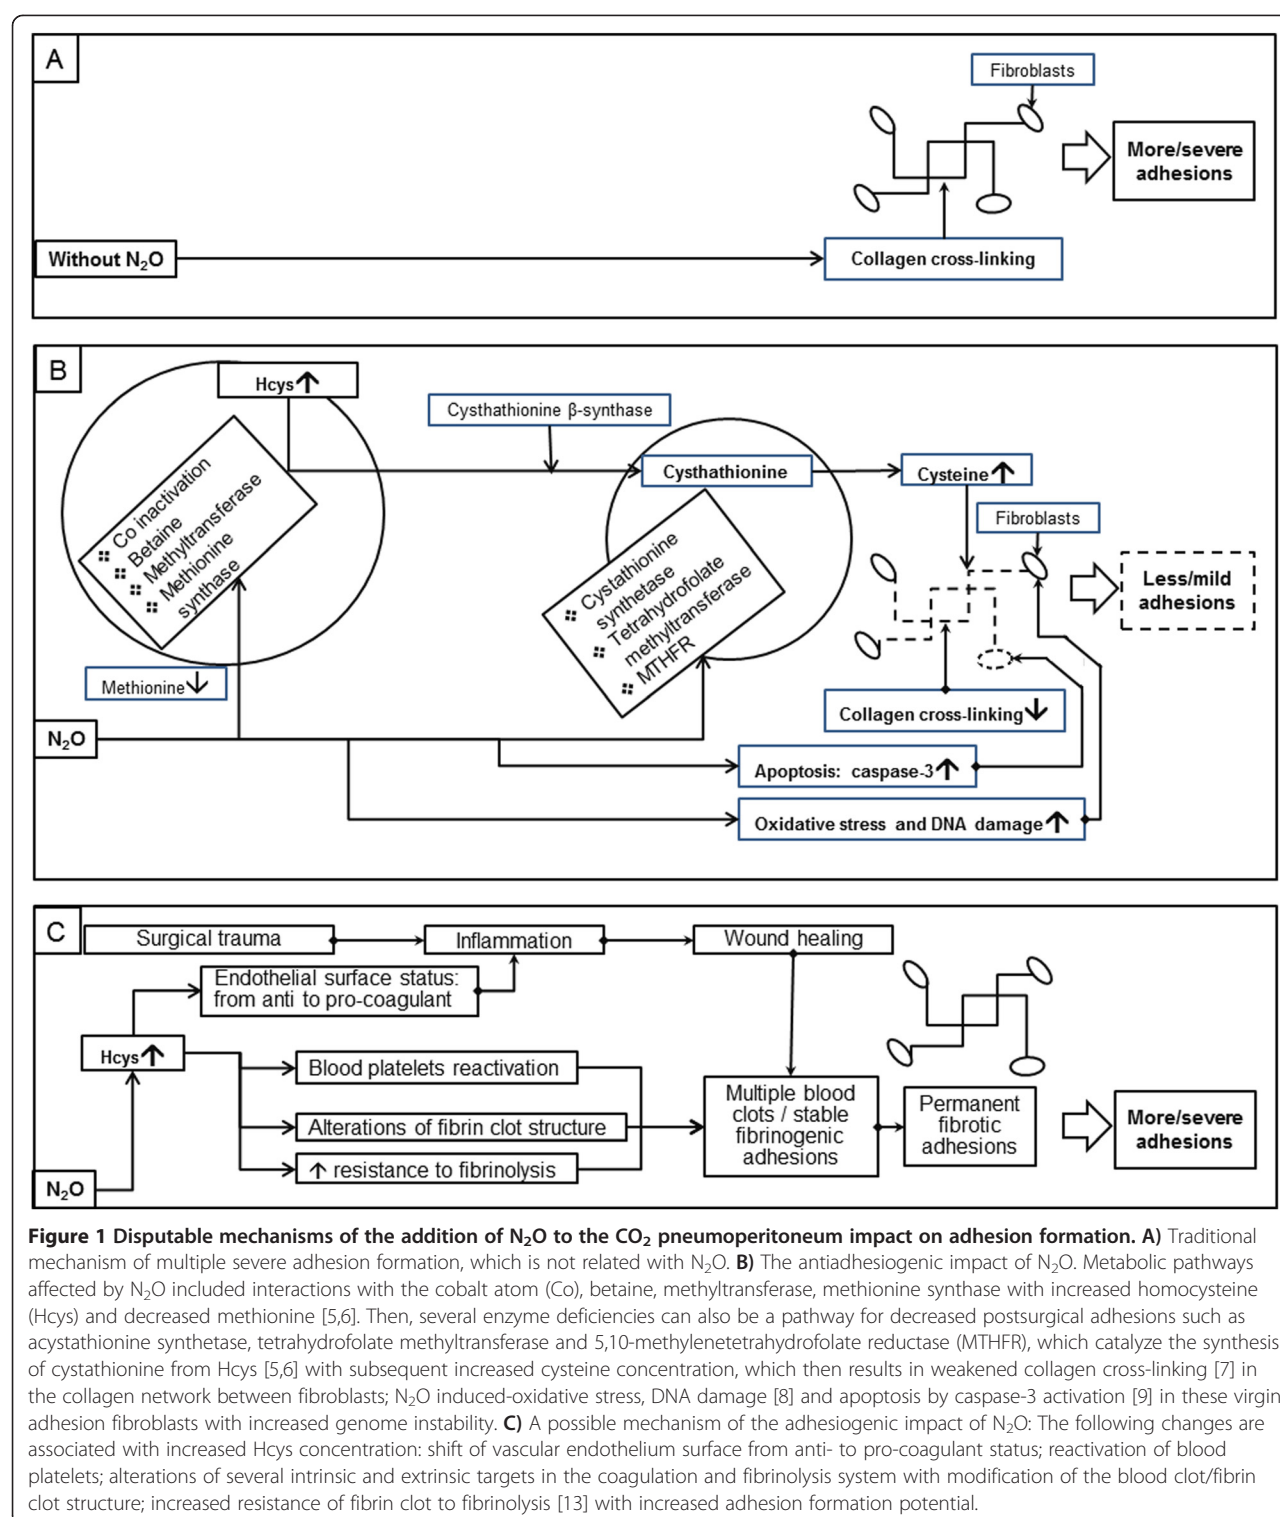 A
Fibroblasts
More/severe
adhesions
Without N₂O
Collagen cross-linking
B
Hcys↑
Cysthathionine β-synthase
Cysthathionine
Cysteine↑
Co inactivation
Betaine
Methyltransferase
Methionine
synthase
Cystathionine
synthetase
Tetrahydrofolate
methyltransferase
MTHFR
Fibroblasts
Less/mild
adhesions
Methionine↓
Collagen cross-linking↓
N₂O
Apoptosis: caspase-3↑
Oxidative stress and DNA damage↑
C
Surgical trauma
Inflammation
Wound healing
Endothelial surface status:
from anti to pro-coagulant
Hcys↑
Blood platelets reactivation
Alterations of fibrin clot structure
↑ resistance to fibrinolysis
Multiple blood
clots / stable
fibrinogenic
adhesions
Permanent
fibrotic
adhesions
More/severe
adhesions
N₂O
Figure 1 Disputable mechanisms of the addition of N₂O to the CO₂ pneumoperitoneum impact on adhesion formation. A) Traditional
mechanism of multiple severe adhesion formation, which is not related with N₂O. B) The antiadhesiogenic impact of N₂O. Metabolic pathways
affected by N₂O included interactions with the cobalt atom (Co), betaine, methyltransferase, methionine synthase with increased homocysteine
(Hcys) and decreased methionine [5,6]. Then, several enzyme deficiencies can also be a pathway for decreased postsurgical adhesions such as
acystathionine synthetase, tetrahydrofolate methyltransferase and 5,10-methylenetetrahydrofolate reductase (MTHFR), which catalyze the synthesis
of cystathionine from Hcys [5,6] with subsequent increased cysteine concentration, which then results in weakened collagen cross-linking [7] in
the collagen network between fibroblasts; N₂O induced-oxidative stress, DNA damage [8] and apoptosis by caspase-3 activation [9] in these virgin
adhesion fibroblasts with increased genome instability. C) A possible mechanism of the adhesiogenic impact of N₂O: The following changes are
associated with increased Hcys concentration: shift of vascular endothelium surface from anti- to pro-coagulant status; reactivation of blood
platelets; alterations of several intrinsic and extrinsic targets in the coagulation and fibrinolysis system with modification of the blood clot/fibrin
clot structure; increased resistance of fibrin clot to fibrinolysis [13] with increased adhesion formation potential.